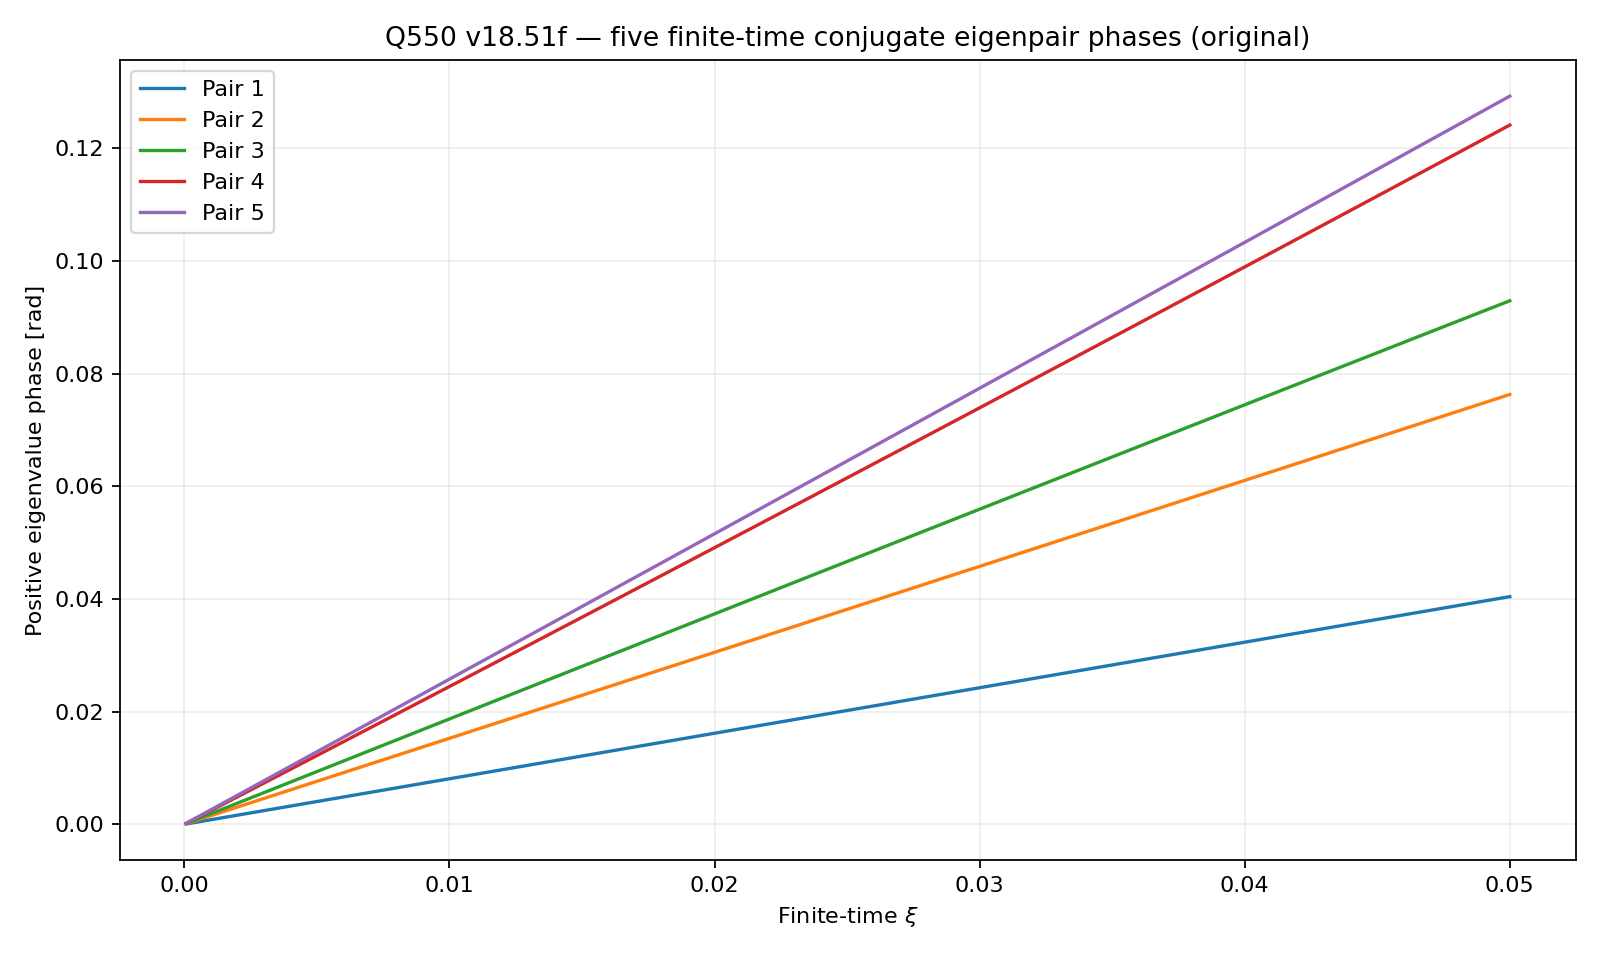 Q550 v18.51f — five finite-time conjugate eigenpair phases (original)
Pair 1
Pair 2
Pair 3
Pair 4
Pair 5
Positive eigenvalue phase [rad]
0.12
0.10
0.08
0.06
0.04
0.02
0.00
0.00 0.01 0.02 0.03 0.04 0.05
Finite-time ξ